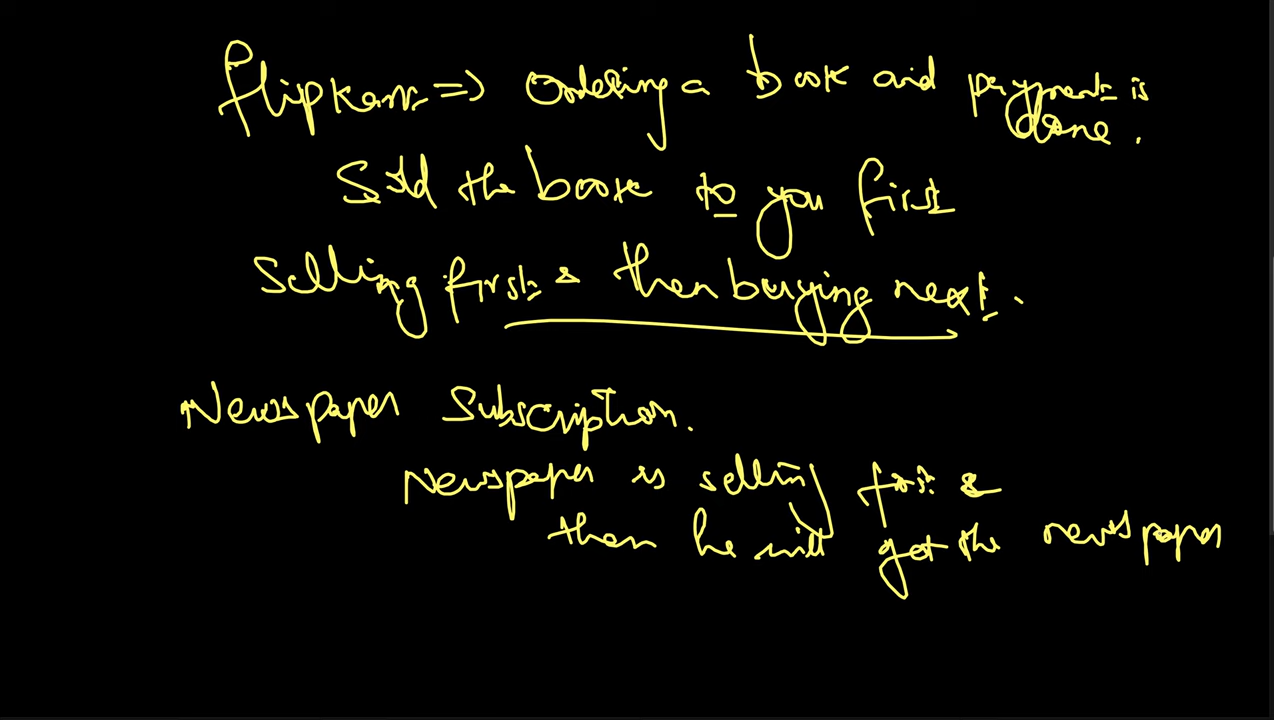 flipkart => Ordering a book and payment is
done.
Sold the book to you first
Selling first & then buying next.
Newspaper Subscription.
Newspaper is selling first &
then he will get the newspaper